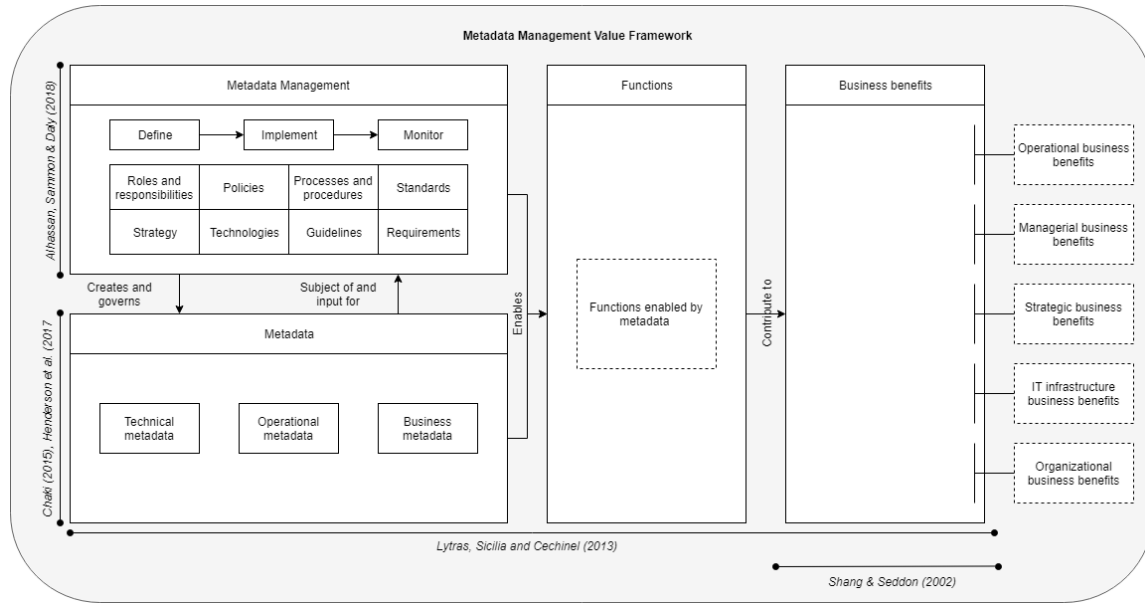 Metadata Management Value Framework
Alhassan, Sammon & Daly (2018)
Metadata Management
Define
Implement
Monitor
Roles and
responsibilities
Policies
Processes and
procedures
Standards
Strategy
Technologies
Guidelines
Requirements
Creates and
governs
Subject of and
input for
Chaki (2015), Henderson et al. (2017
Metadata
Technical
metadata
Operational
metadata
Business
metadata
Enables
Functions
Functions enabled by
metadata
Contribute to
Business benefits
Operational business
benefits
Managerial business
benefits
Strategic business
benefits
IT infrastructure
business benefits
Organizational
business benefits
Lytras, Sicilia and Cechinel (2013)
Shang & Seddon (2002)